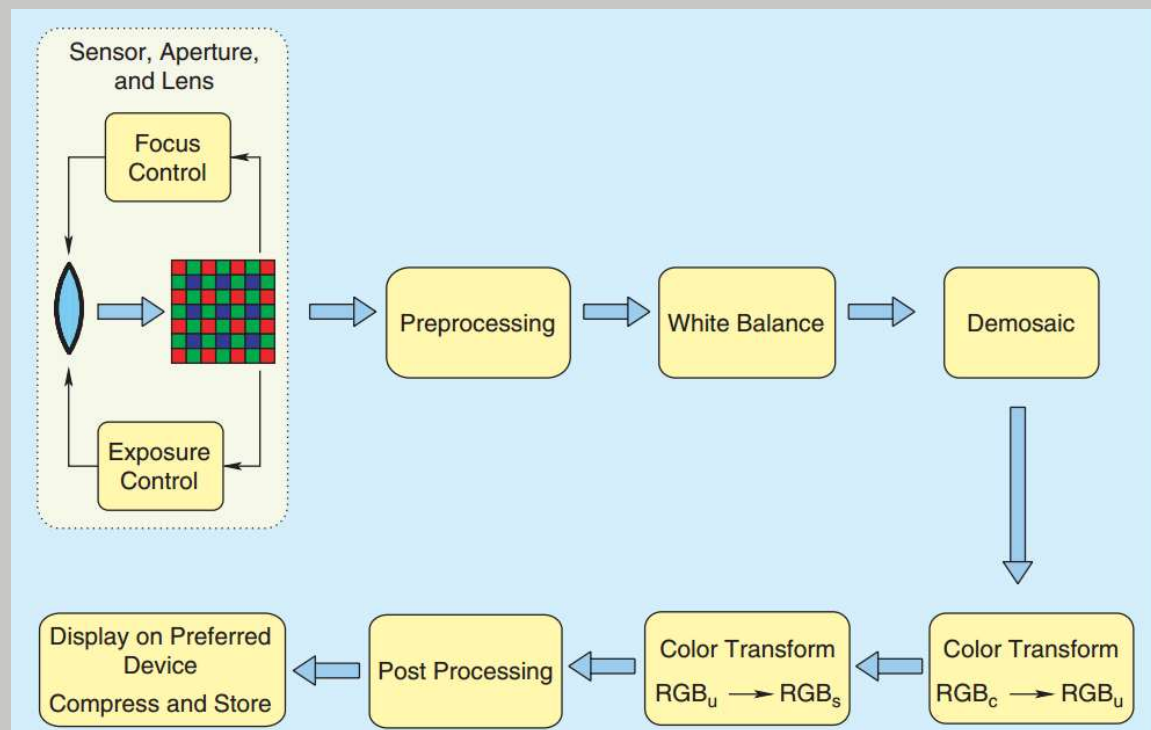 Sensor, Aperture,
and Lens
Focus
Control
Exposure
Control
Preprocessing
White Balance
Demosaic
Color Transform
RGBc → RGBu
Color Transform
RGBu → RGBs
Post Processing
Display on Preferred
Device
Compress and Store